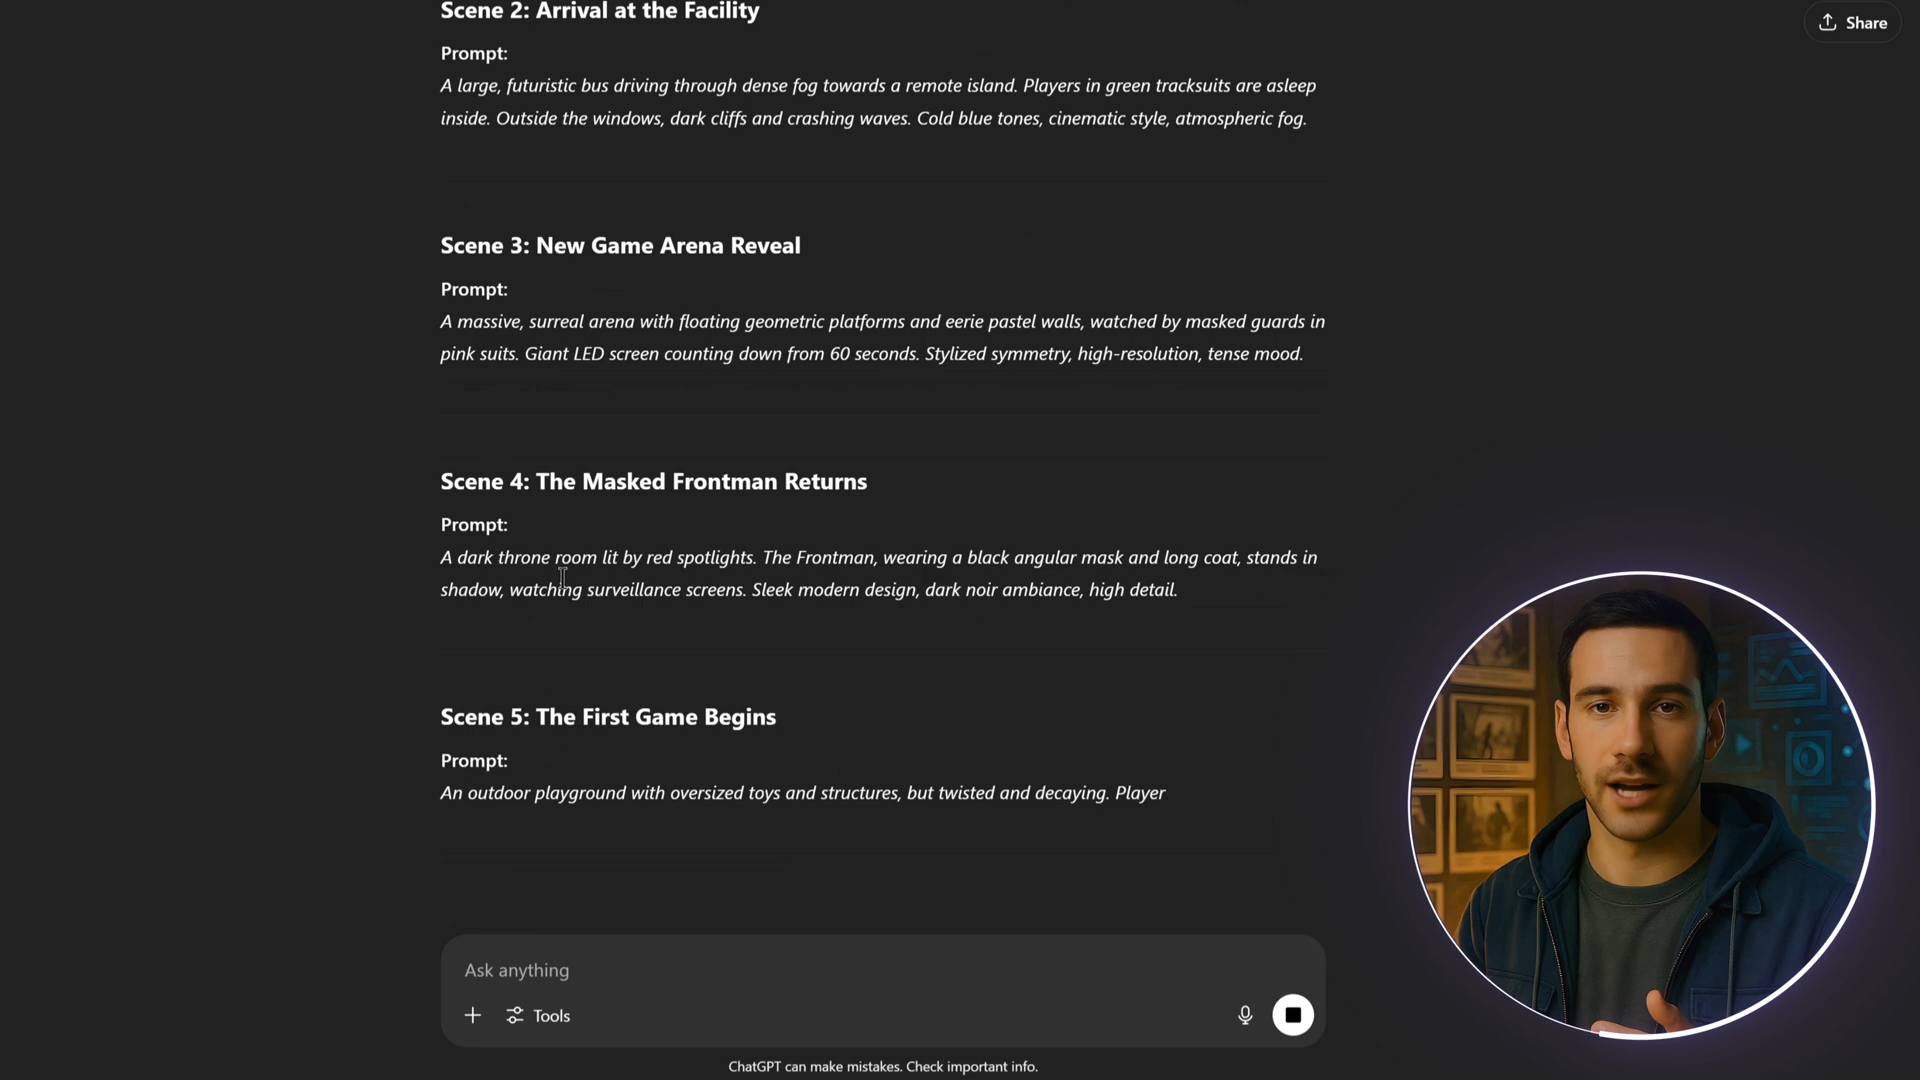 Scene 2: Arrival at the Facility
Share
Prompt:
A large, futuristic bus driving through dense fog towards a remote island. Players in green tracksuits are asleep
inside. Outside the windows, dark cliffs and crashing waves. Cold blue tones, cinematic style, atmospheric fog.
Scene 3: New Game Arena Reveal
Prompt:
A massive, surreal arena with floating geometric platforms and eerie pastel walls, watched by masked guards in
pink suits. Giant LED screen counting down from 60 seconds. Stylized symmetry, high-resolution, tense mood.
Scene 4: The Masked Frontman Returns
Prompt:
A dark throne room lit by red spotlights. The Frontman, wearing a black angular mask and long coat, stands in
shadow, watching surveillance screens. Sleek modern design, dark noir ambiance, high detail.
Scene 5: The First Game Begins
Prompt:
An outdoor playground with oversized toys and structures, but twisted and decaying. Player
Ask anything
Tools
ChatGPT can make mistakes. Check important info.